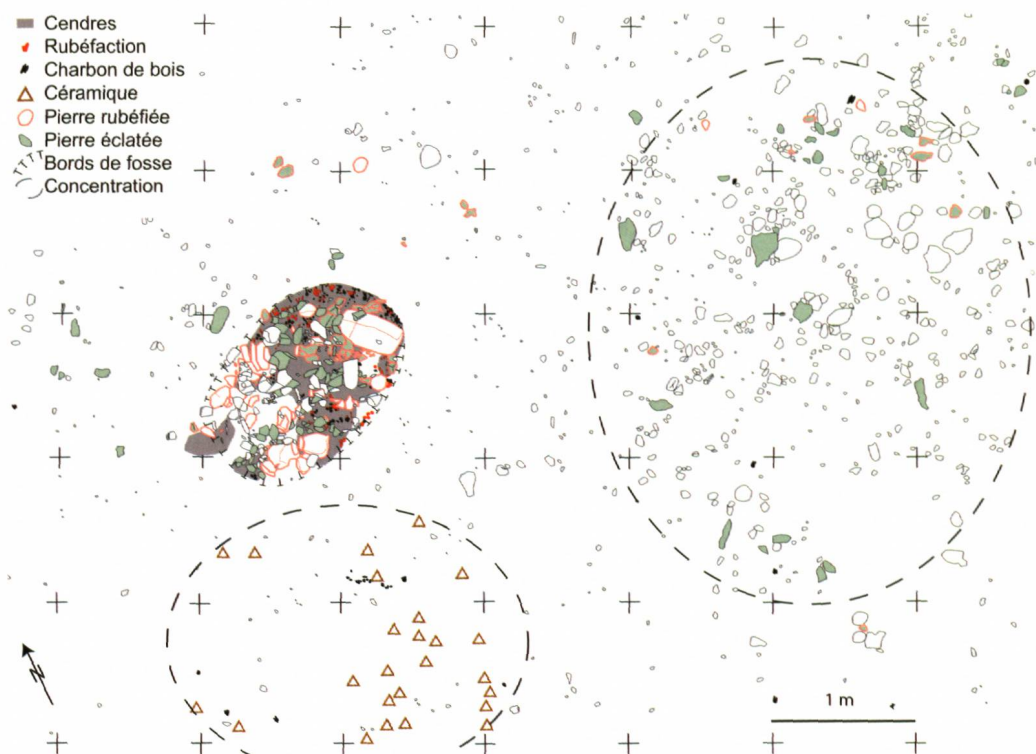 Cendres
Rubéfaction
Charbon de bois
Céramique
Pierre rubéfiée
Pierre éclatée
Bords de fosse
Concentration
N
1 m